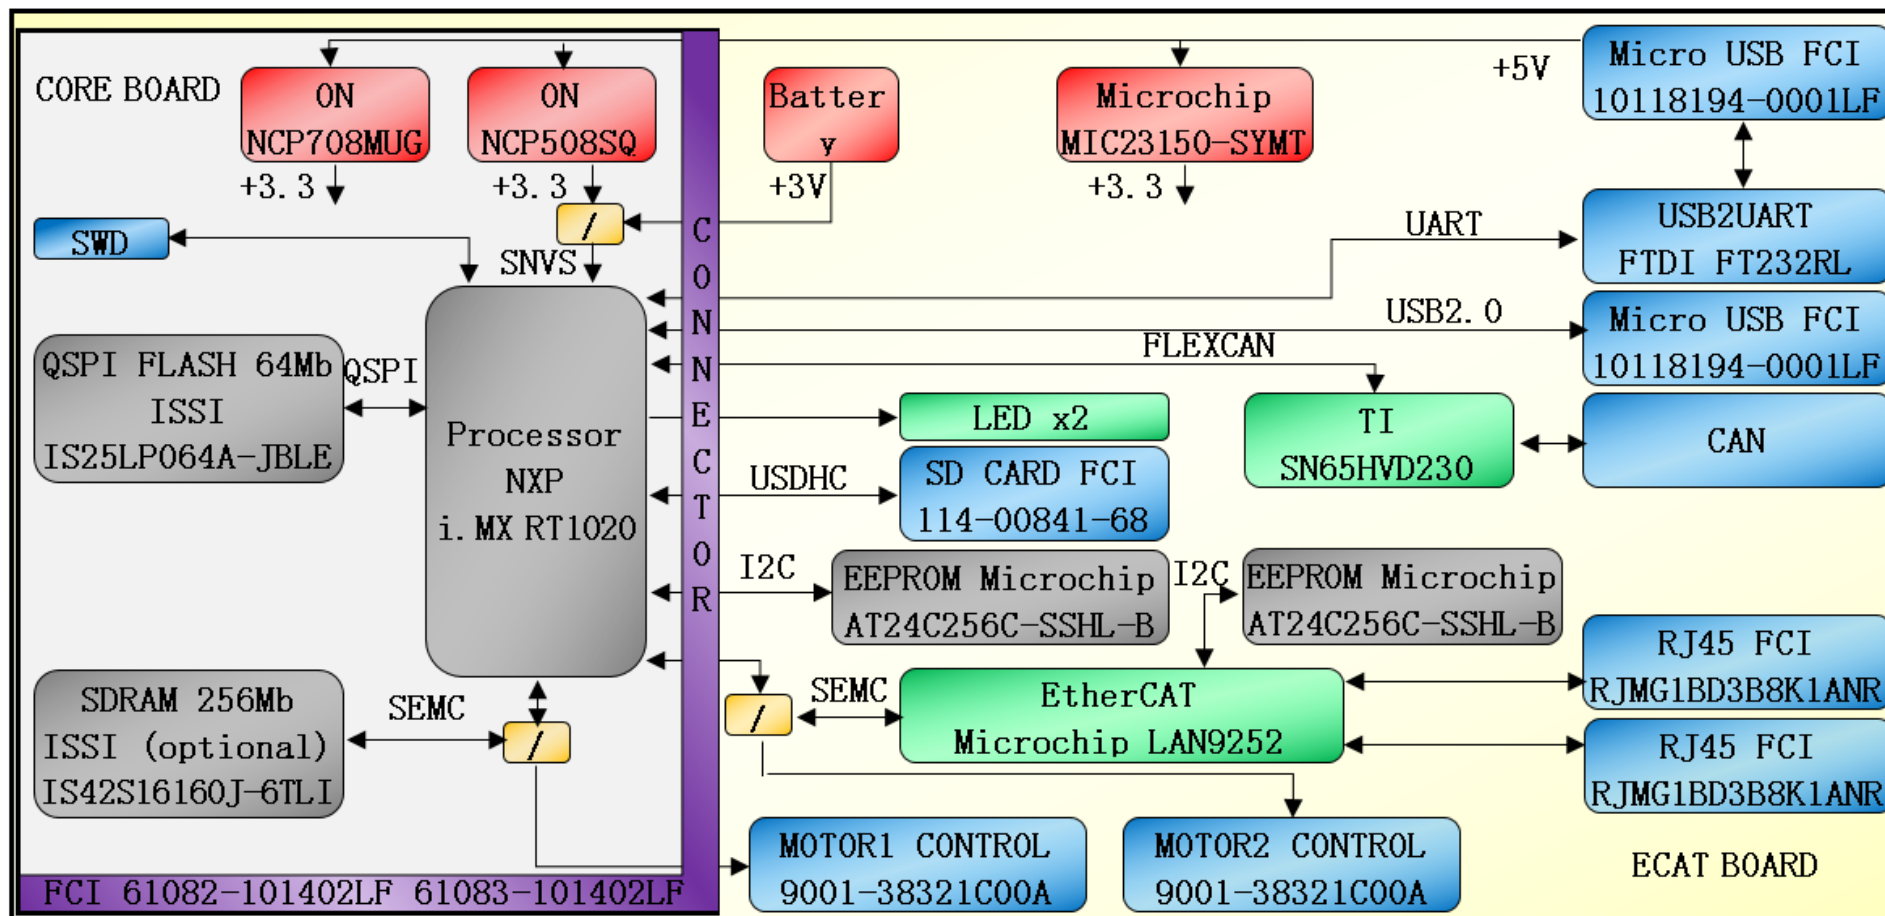 CORE BOARD
ON
NCP708MUG
+3.3
ON
NCP508SQ
+3.3
Batter
y
+3V
Microchip
MIC23150-SYMT
+3.3
+5V
Micro USB FCI
10118194-0001LF
SWD
/
SNVS
UART
USB2UART
FTDI FT232RL
USB2.0
Micro USB FCI
10118194-0001LF
FLEXCAN
QSPI FLASH 64Mb
ISSI
IS25LP064A-JBLE
QSPI
Processor
NXP
i.MX RT1020
CONNECTOR
LED x2
TI
SN65HVD230
CAN
USDHC
SD CARD FCI
114-00841-68
I2C
EEPROM Microchip
AT24C256C-SSHL-B
I2C
EEPROM Microchip
AT24C256C-SSHL-B
SDRAM 256Mb
ISSI (optional)
IS42S16160J-6TLI
SEMC
/
/
SEMC
EtherCAT
Microchip LAN9252
RJ45 FCI
RJMG1BD3B8K1ANR
RJ45 FCI
RJMG1BD3B8K1ANR
MOTOR1 CONTROL
9001-38321C00A
MOTOR2 CONTROL
9001-38321C00A
ECAT BOARD
FCI 61082-101402LF 61083-101402LF